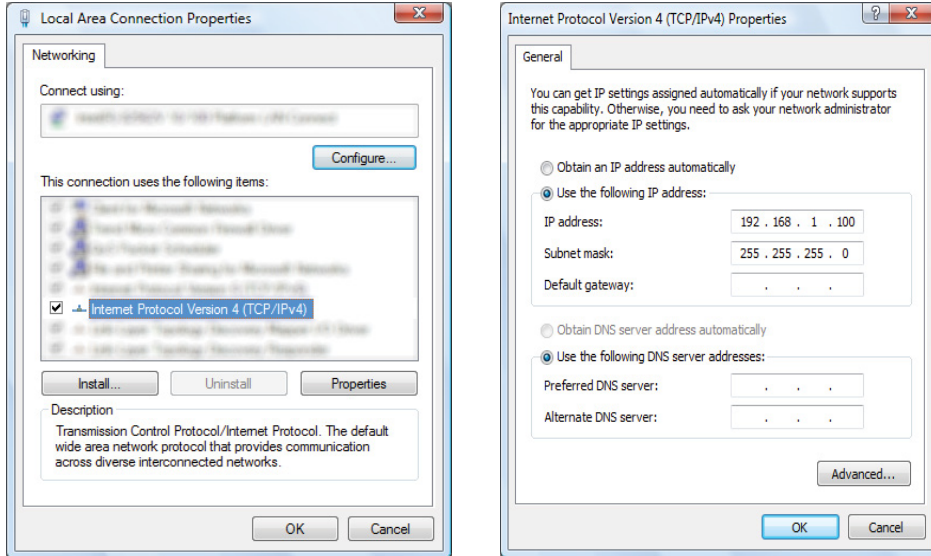 Local Area Connection Properties
Networking
Connect using:
Configure...
This connection uses the following items:
Internet Protocol Version 4 (TCP/IPv4)
Install...
Uninstall
Properties
Description
Transmission Control Protocol/Internet Protocol. The default
wide area network protocol that provides communication
across diverse interconnected networks.
OK
Cancel
Internet Protocol Version 4 (TCP/IPv4) Properties
General
You can get IP settings assigned automatically if your network supports
this capability. Otherwise, you need to ask your network administrator
for the appropriate IP settings.
Obtain an IP address automatically
Use the following IP address:
IP address: 192 . 168 . 1 . 100
Subnet mask: 255 . 255 . 255 . 0
Default gateway: . . .
Obtain DNS server address automatically
Use the following DNS server addresses:
Preferred DNS server: . . .
Alternate DNS server: . . .
Advanced...
OK
Cancel